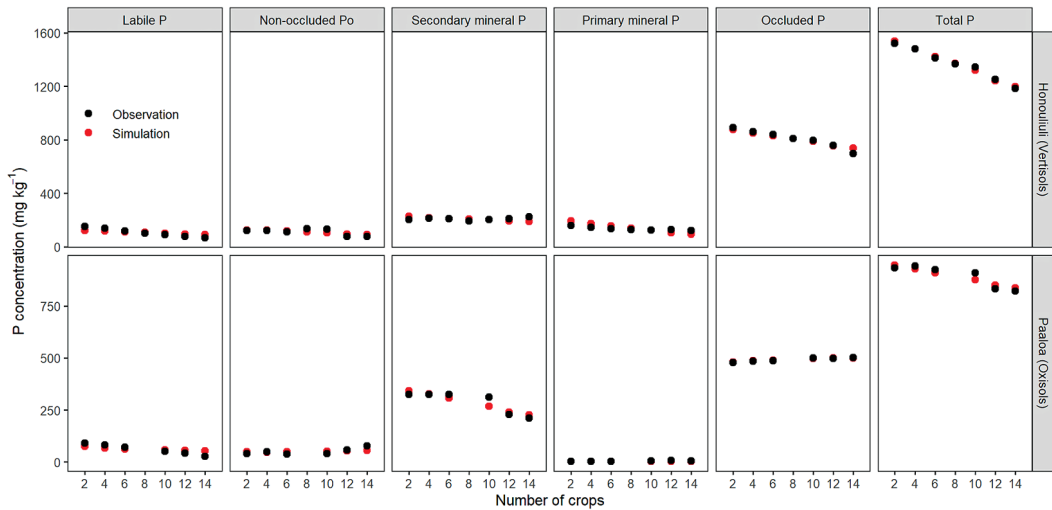 Labile P
Non-occluded Po
Secondary mineral P
Primary mineral P
Occluded P
Total P
1600
1200
800
400
0
Observation
Simulation
Honouliuli (Vertisols)
P concentration (mg kg⁻¹)
750
500
250
0
Paaloa (Oxisols)
2 4 6 8 10 12 14
2 4 6 8 10 12 14
2 4 6 8 10 12 14
2 4 6 8 10 12 14
2 4 6 8 10 12 14
2 4 6 8 10 12 14
Number of crops